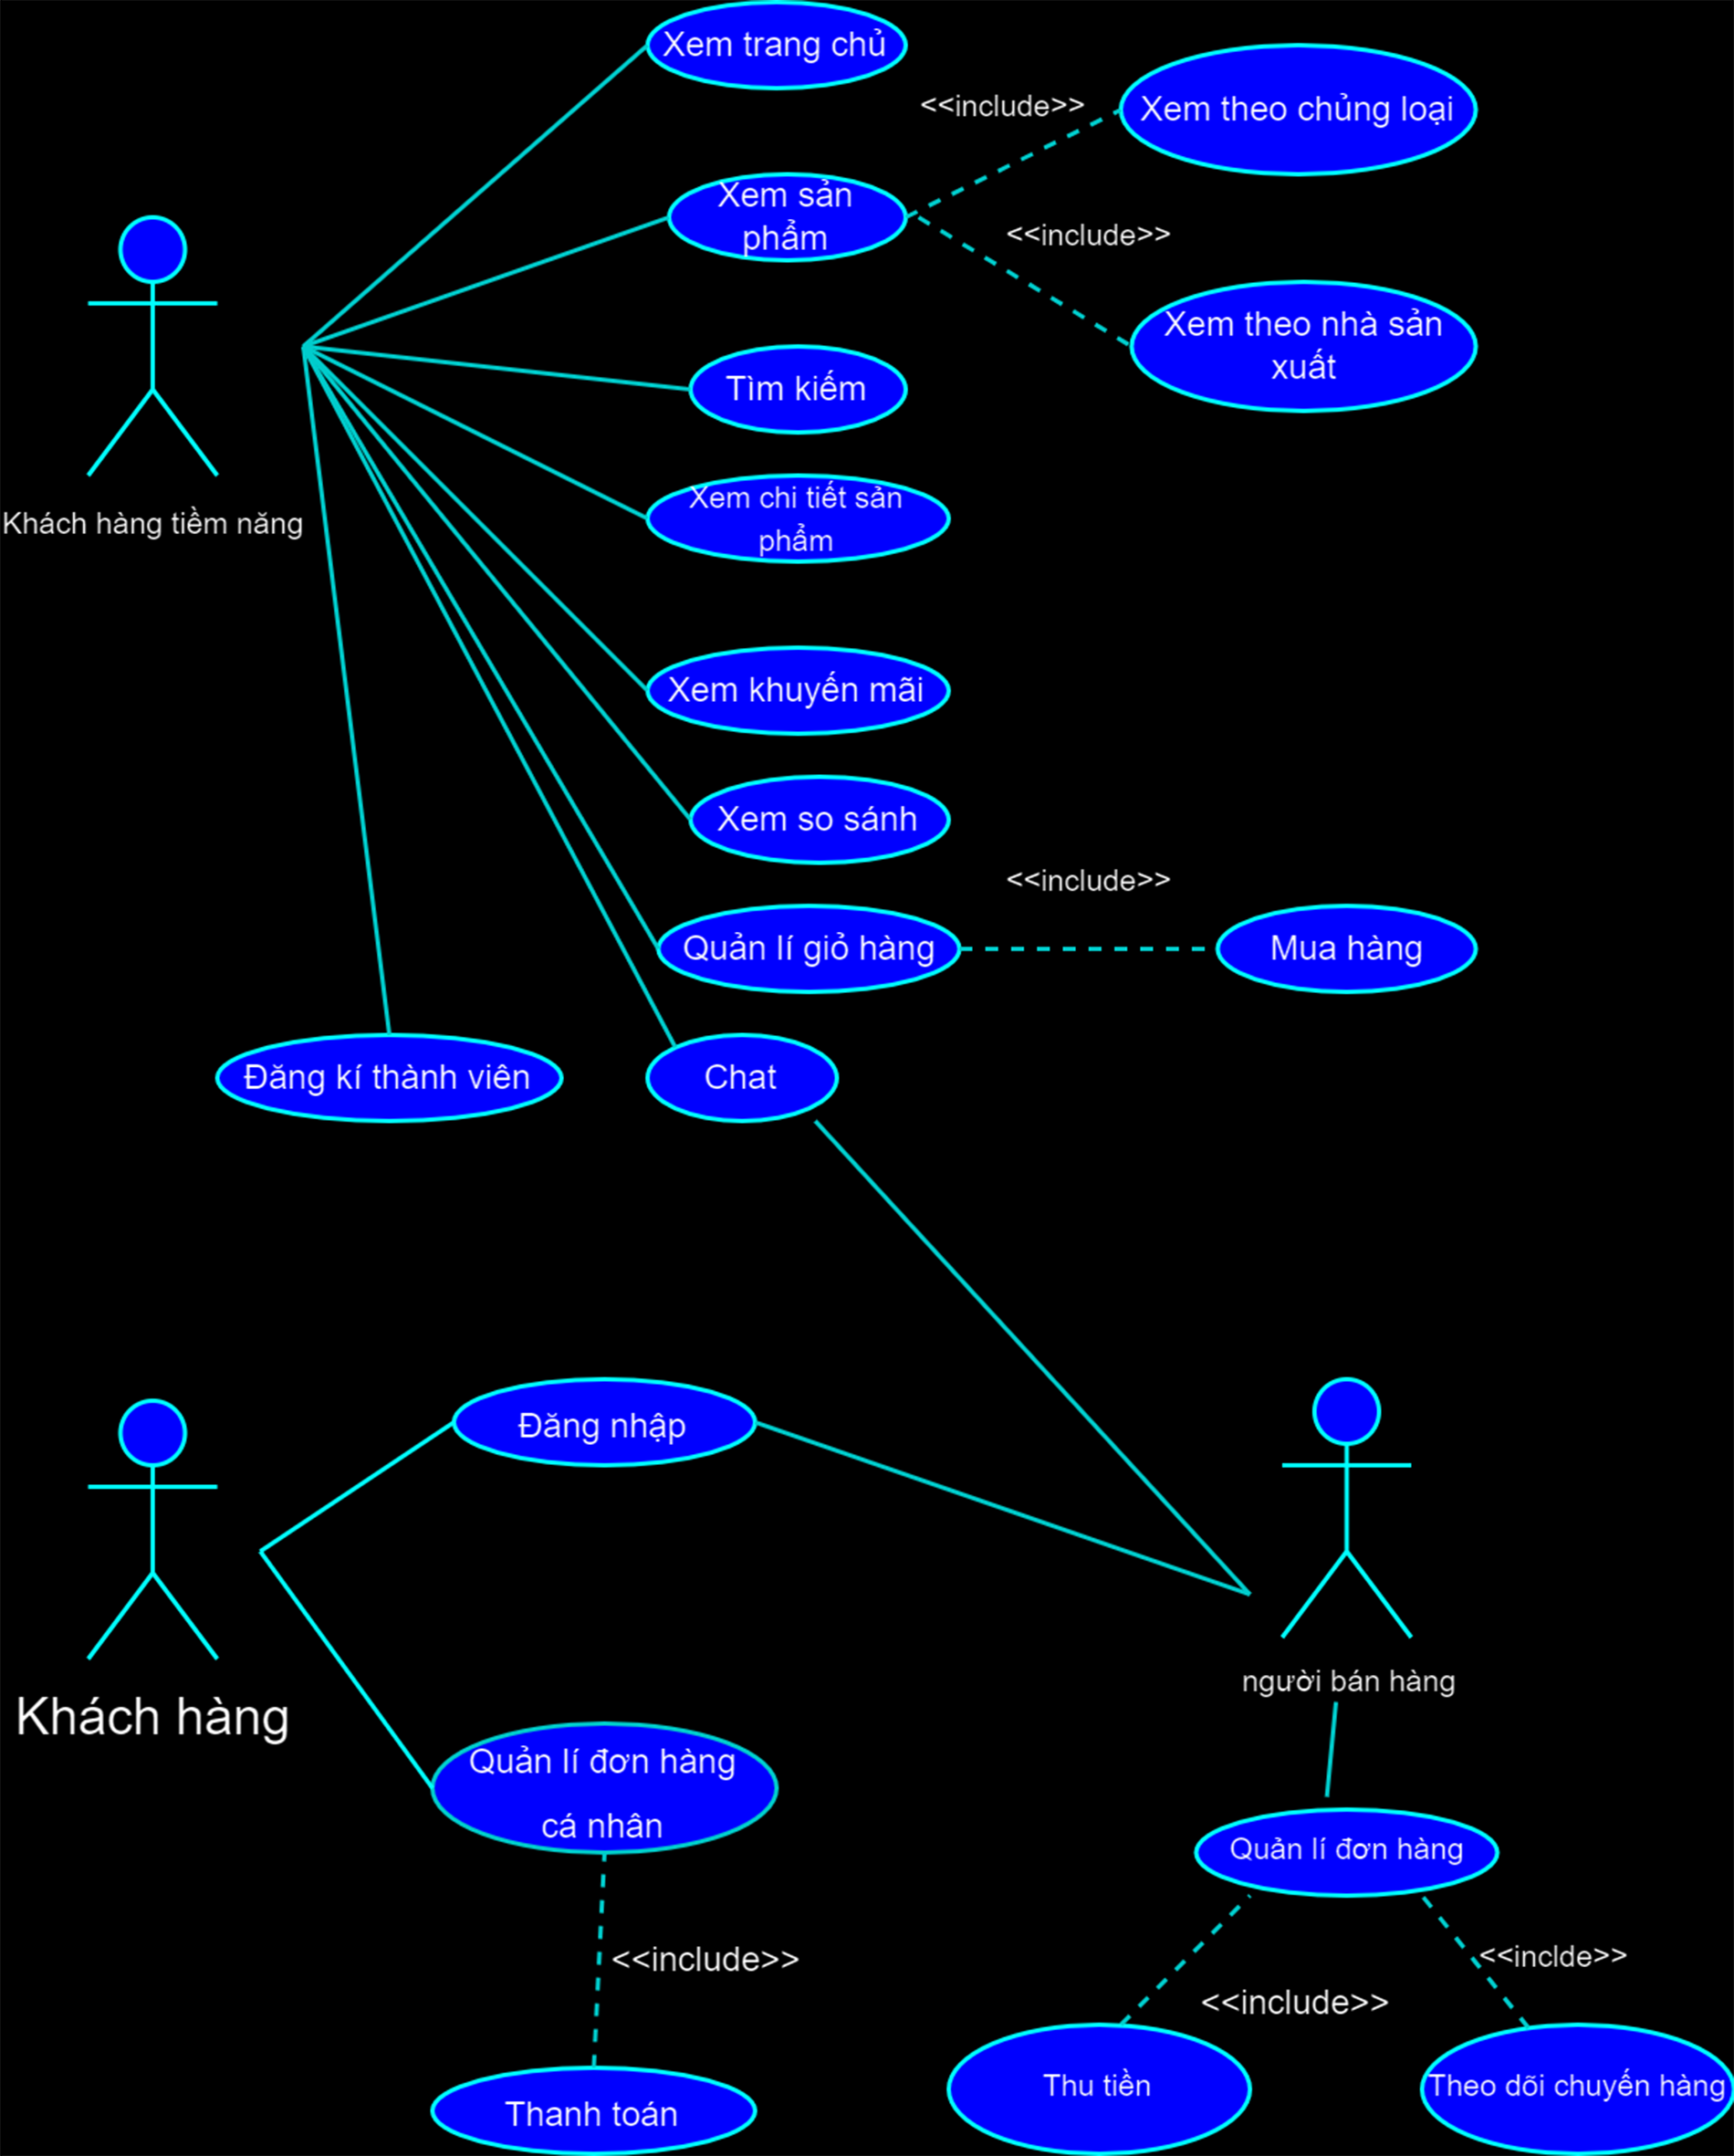 Xem trang chủ
<<include>>
Xem theo chủng loại
Xem sản
phẩm
<<include>>
Xem theo nhà sản
xuất
Tìm kiếm
Xem chi tiết sản
phẩm
Khách hàng tiềm năng
Xem khuyến mãi
Xem so sánh
<<include>>
Quản lí giỏ hàng
Mua hàng
Đăng kí thành viên
Chat
Đăng nhập
người bán hàng
Khách hàng
Quản lí đơn hàng
cá nhân
Quản lí đơn hàng
<<include>>
<<inclde>>
<<include>>
Thu tiền
Theo dõi chuyến hàng
Thanh toán